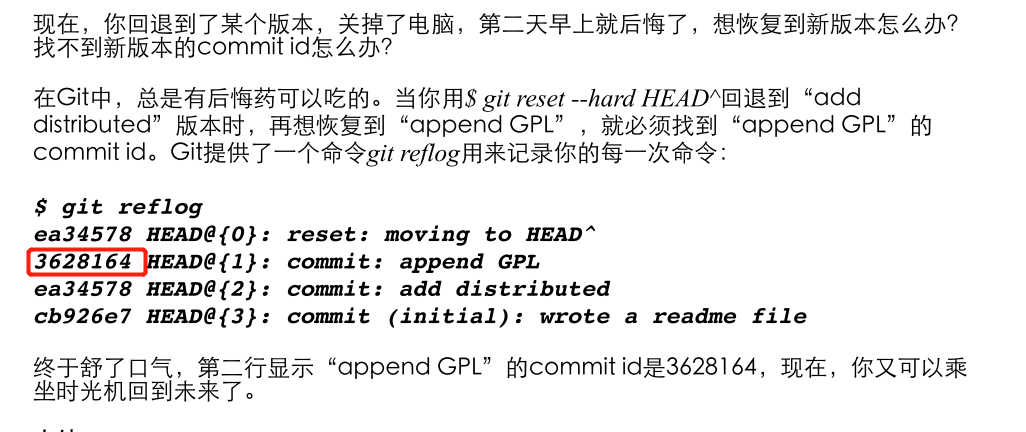 现在，你回退到了某个版本，关掉了电脑，第二天早上就后悔了，想恢复到新版本怎么办？
找不到新版本的commit id怎么办？
在Git中，总是有后悔药可以吃的。当你用$ git reset --hard HEAD^回退到“add
distributed”版本时，再想恢复到“append GPL”，就必须找到“append GPL”的
commit id。Git提供了一个命令git reflog用来记录你的每一次命令：
$ git reflog
ea34578 HEAD@{0}: reset: moving to HEAD^
3628164 HEAD@{1}: commit: append GPL
ea34578 HEAD@{2}: commit: add distributed
cb926e7 HEAD@{3}: commit (initial): wrote a readme file
终于舒了口气，第二行显示“append GPL”的commit id是3628164，现在，你又可以乘
坐时光机回到未来了。